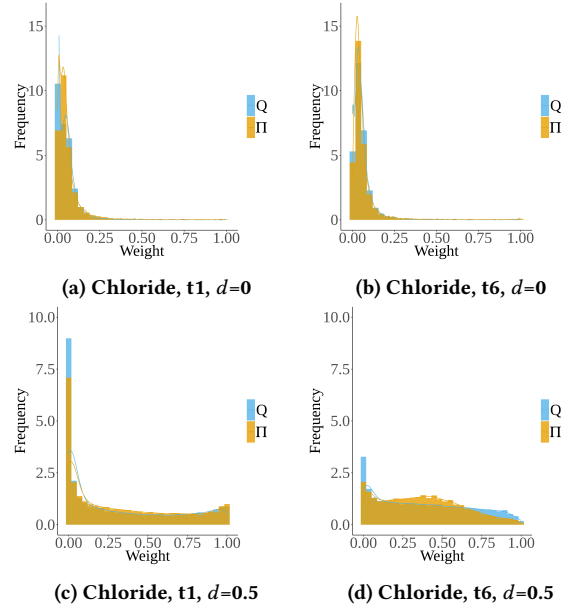 15
10
5
0
Frequency
0.00 0.25 0.50 0.75 1.00
Weight
Q
Π
(a) Chloride, t1, d=0
15
10
5
0
Frequency
0.00 0.25 0.50 0.75 1.00
Weight
Q
Π
(b) Chloride, t6, d=0
10.0
7.5
5.0
2.5
0.0
Frequency
0.00 0.25 0.50 0.75 1.00
Weight
Q
Π
(c) Chloride, t1, d=0.5
10.0
7.5
5.0
2.5
0.0
Frequency
0.00 0.25 0.50 0.75 1.00
Weight
Q
Π
(d) Chloride, t6, d=0.5